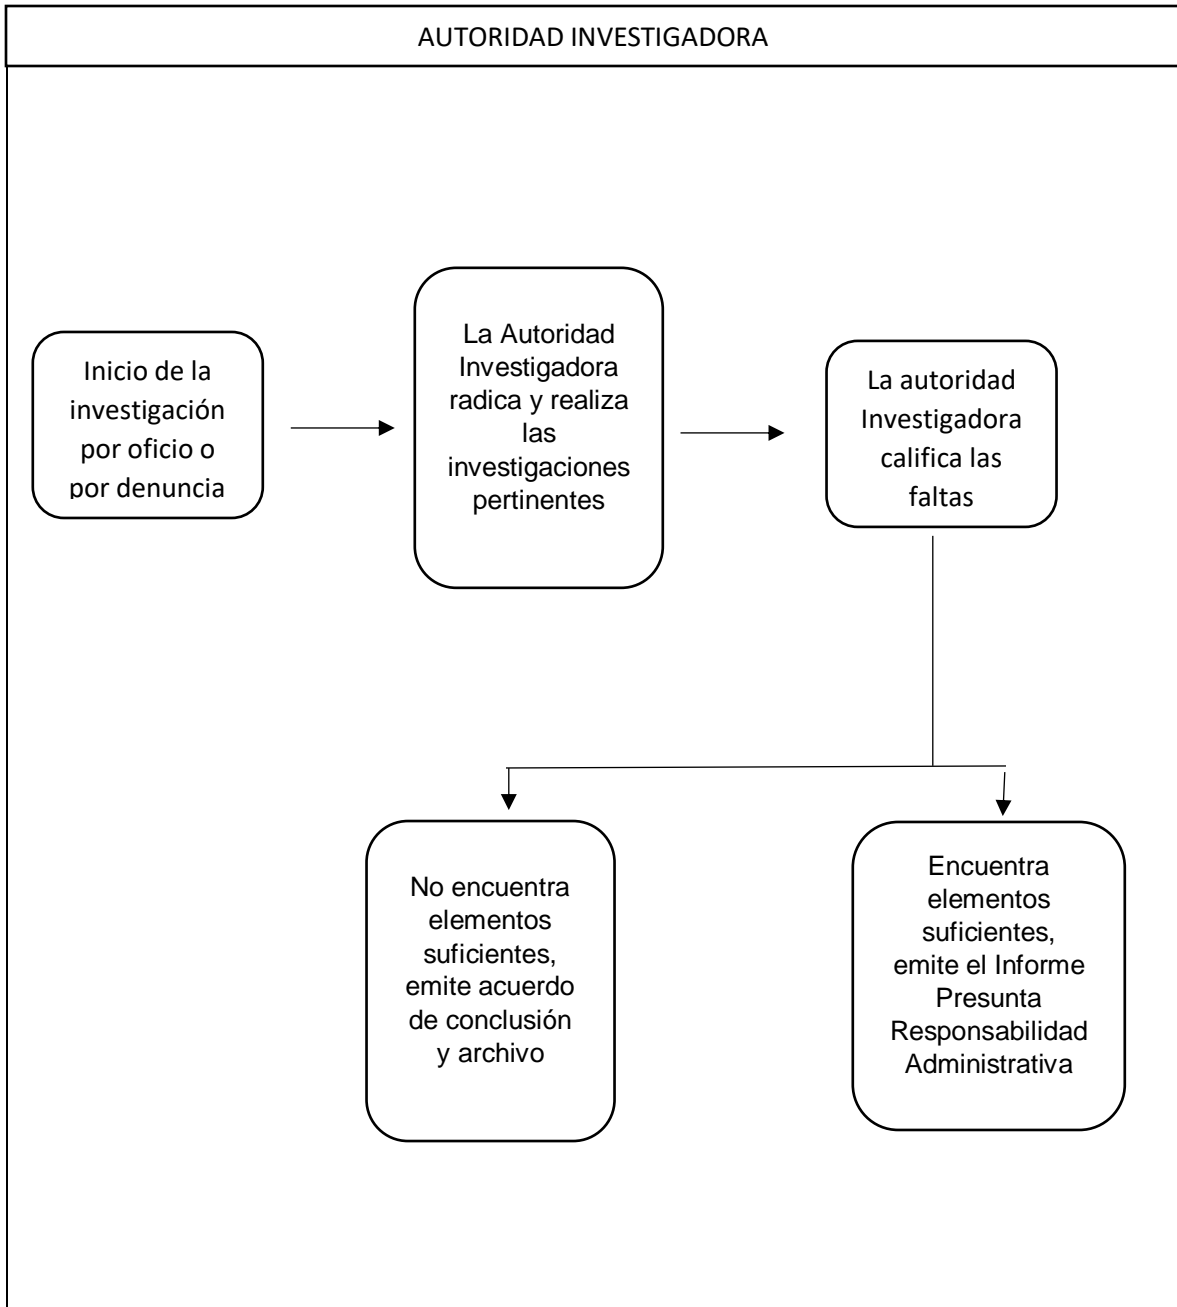 AUTORIDAD INVESTIGADORA
Inicio de la
investigación
por oficio o
por denuncia
La Autoridad
Investigadora
radica y realiza
las
investigaciones
pertinentes
La autoridad
Investigadora
califica las
faltas
No encuentra
elementos
suficientes,
emite acuerdo
de conclusión
y archivo
Encuentra
elementos
suficientes,
emite el Informe
Presunta
Responsabilidad
Administrativa